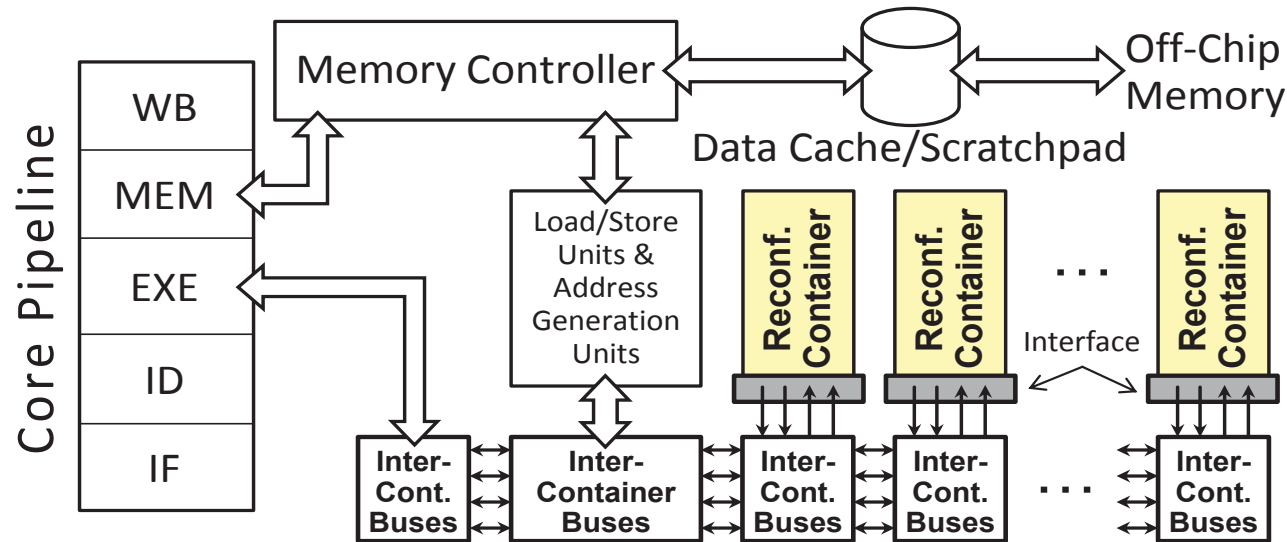 Core Pipeline
WB
MEM
EXE
ID
IF
Memory Controller
Data Cache/Scratchpad
Off-Chip
Memory
Load/Store
Units &
Address
Generation
Units
Reconf.
Container
Reconf.
Container
. . .
Reconf.
Container
Interface
Inter-
Cont.
Buses
Inter-
Container
Buses
Inter-
Cont.
Buses
Inter-
Cont.
Buses
. . .
Inter-
Cont.
Buses